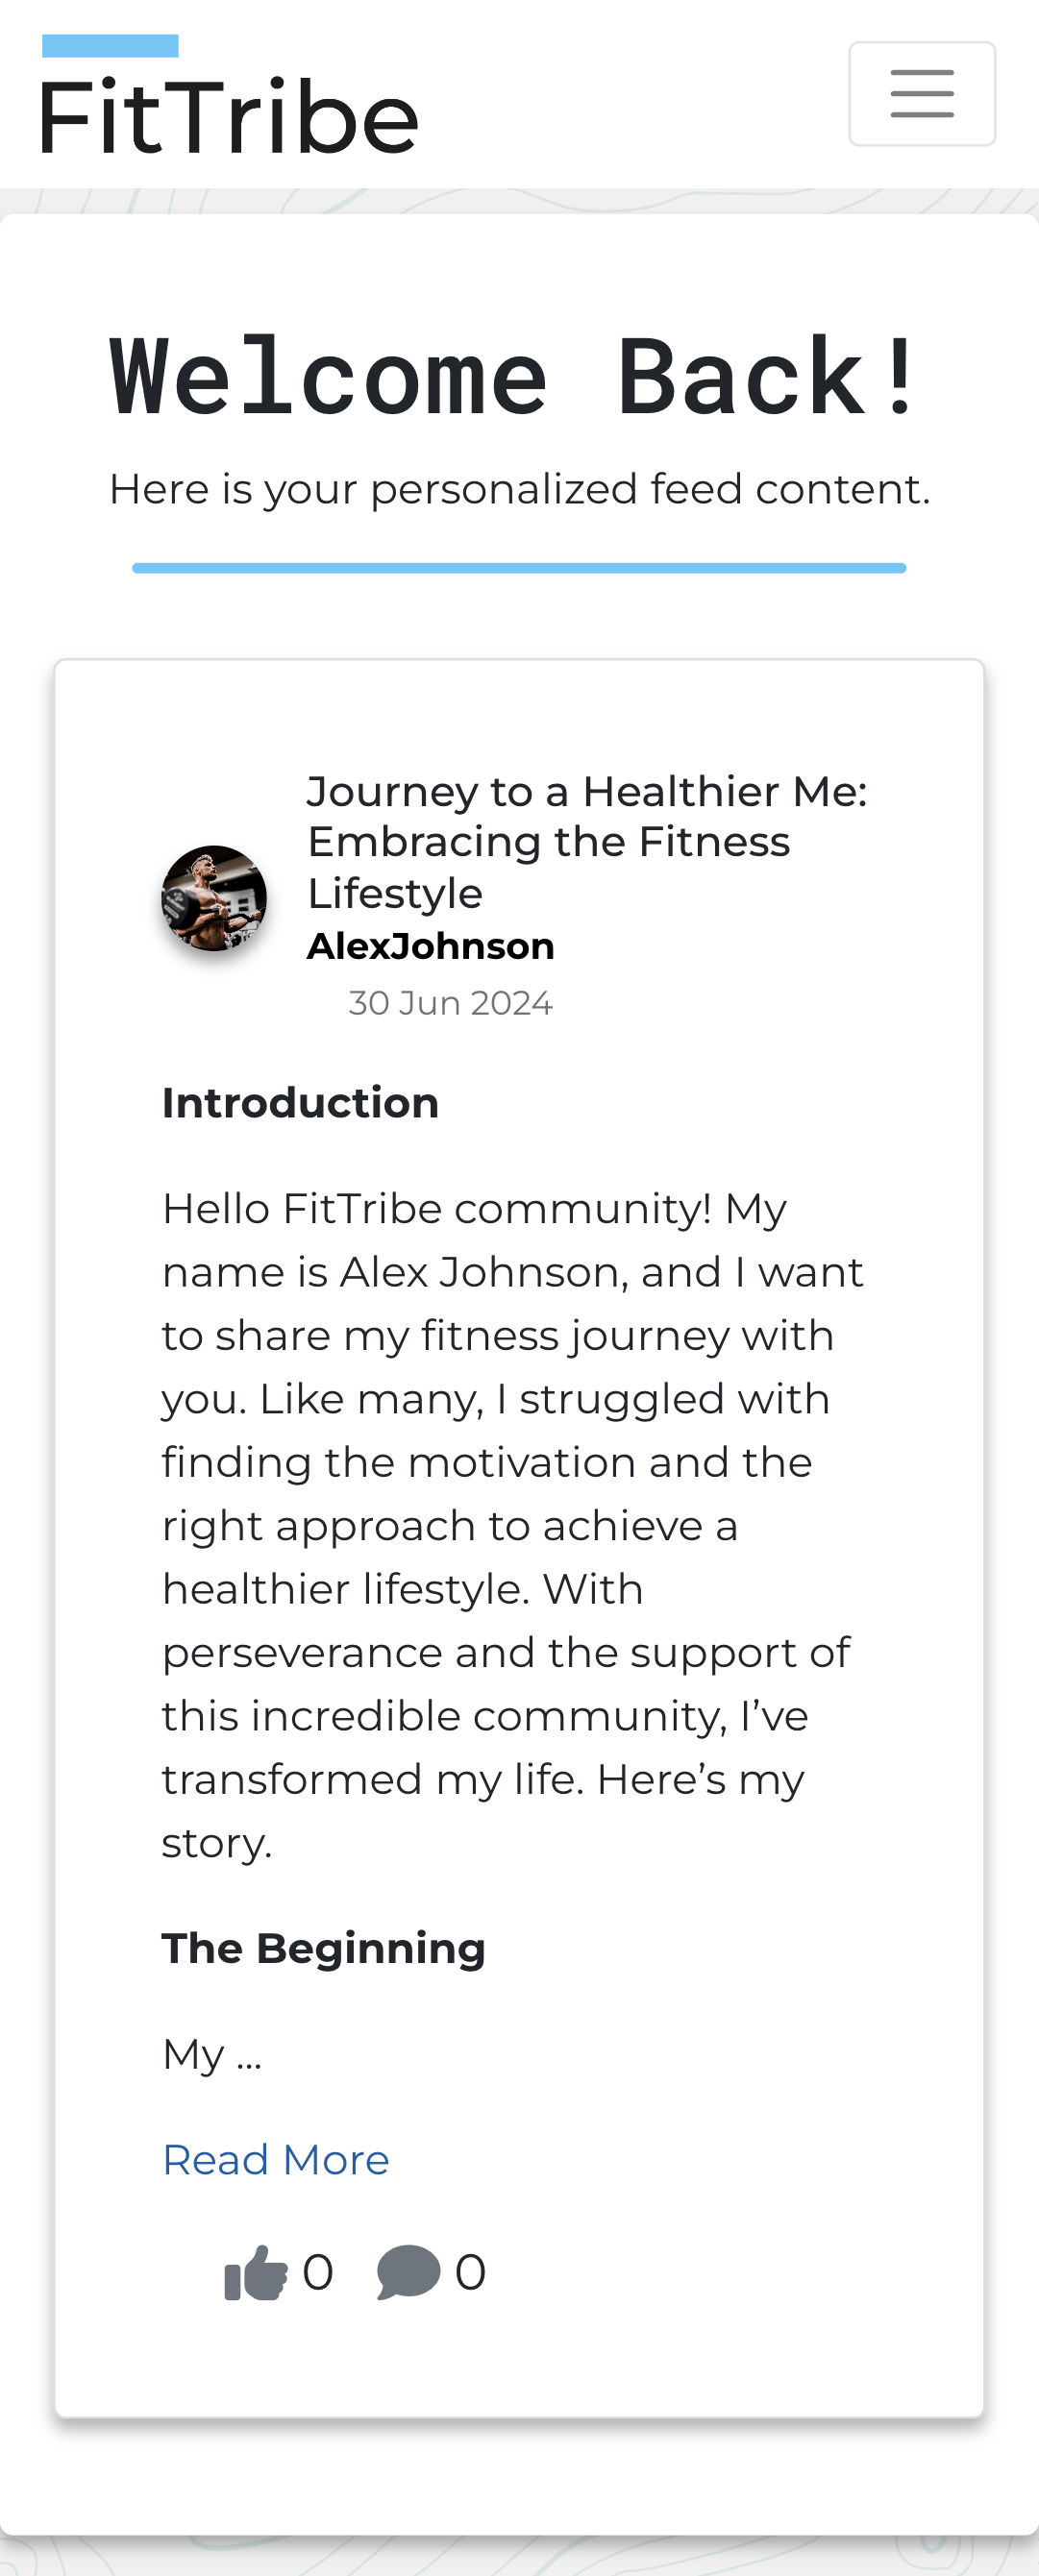 FitTribe
Welcome Back!
Here is your personalized feed content.
Journey to a Healthier Me:
Embracing the Fitness
Lifestyle
AlexJohnson
30 Jun 2024
Introduction
Hello FitTribe community! My
name is Alex Johnson, and I want
to share my fitness journey with
you. Like many, I struggled with
finding the motivation and the
right approach to achieve a
healthier lifestyle. With
perseverance and the support of
this incredible community, I’ve
transformed my life. Here’s my
story.
The Beginning
My ...
Read More
0 0